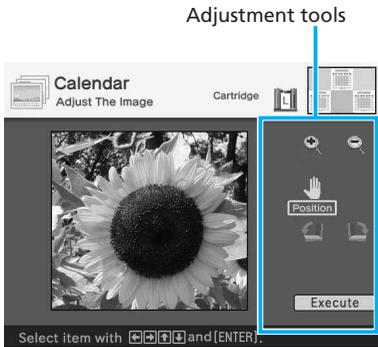 Adjustment tools
Calendar
Adjust The Image
Cartridge
L
Position
Execute
Select item with ←→↑↓and[ENTER].